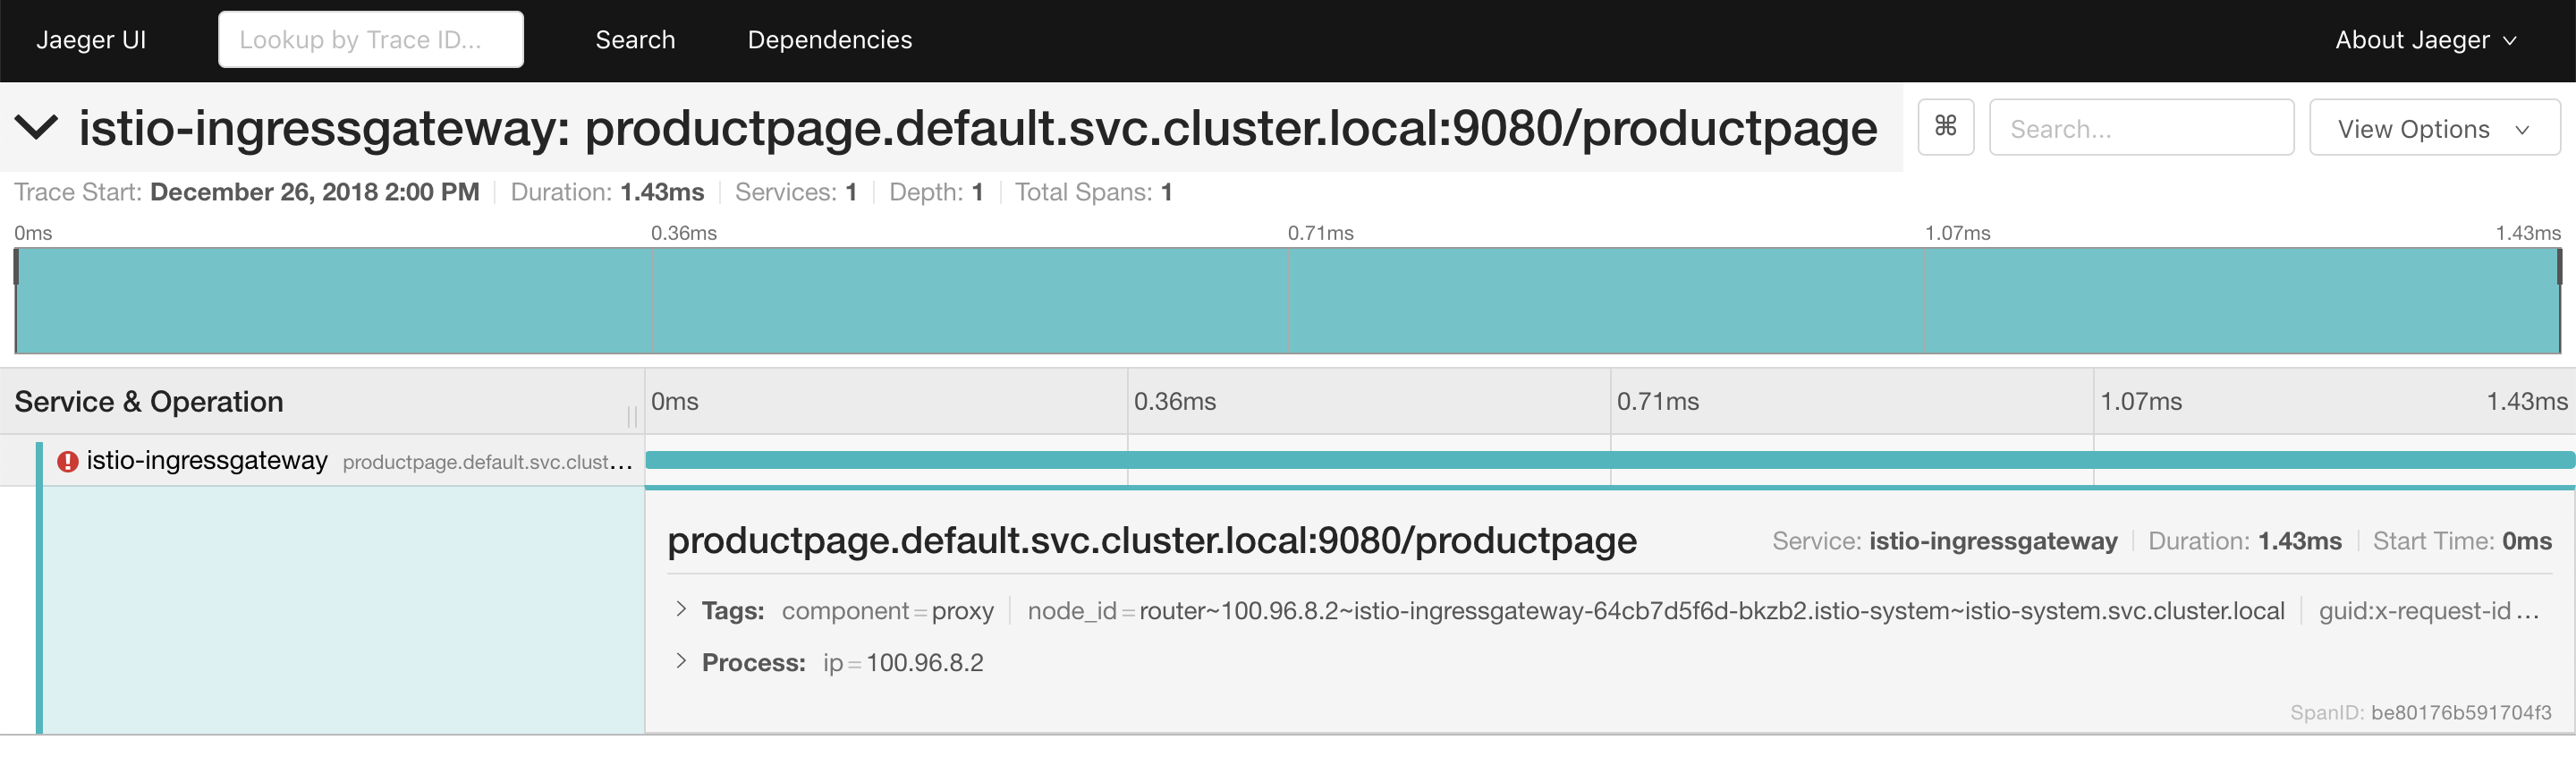 Jaeger UI Lookup by Trace ID... Search Dependencies About Jaeger
istio-ingressgateway: productpage.default.svc.cluster.local:9080/productpage ⌘ Search... View Options
Trace Start: December 26, 2018 2:00 PM Duration: 1.43ms Services: 1 Depth: 1 Total Spans: 1
0ms 0.36ms 0.71ms 1.07ms 1.43ms
Service & Operation 0ms 0.36ms 0.71ms 1.07ms 1.43ms
istio-ingressgateway productpage.default.svc.clust...
productpage.default.svc.cluster.local:9080/productpage Service: istio-ingressgateway Duration: 1.43ms Start Time: 0ms
Tags: component = proxy node_id = router~100.96.8.2~istio-ingressgateway-64cb7d5f6d-bkzb2.istio-system~istio-system.svc.cluster.local guid:x-request-id ...
Process: ip = 100.96.8.2
SpanID: be80176b591704f3